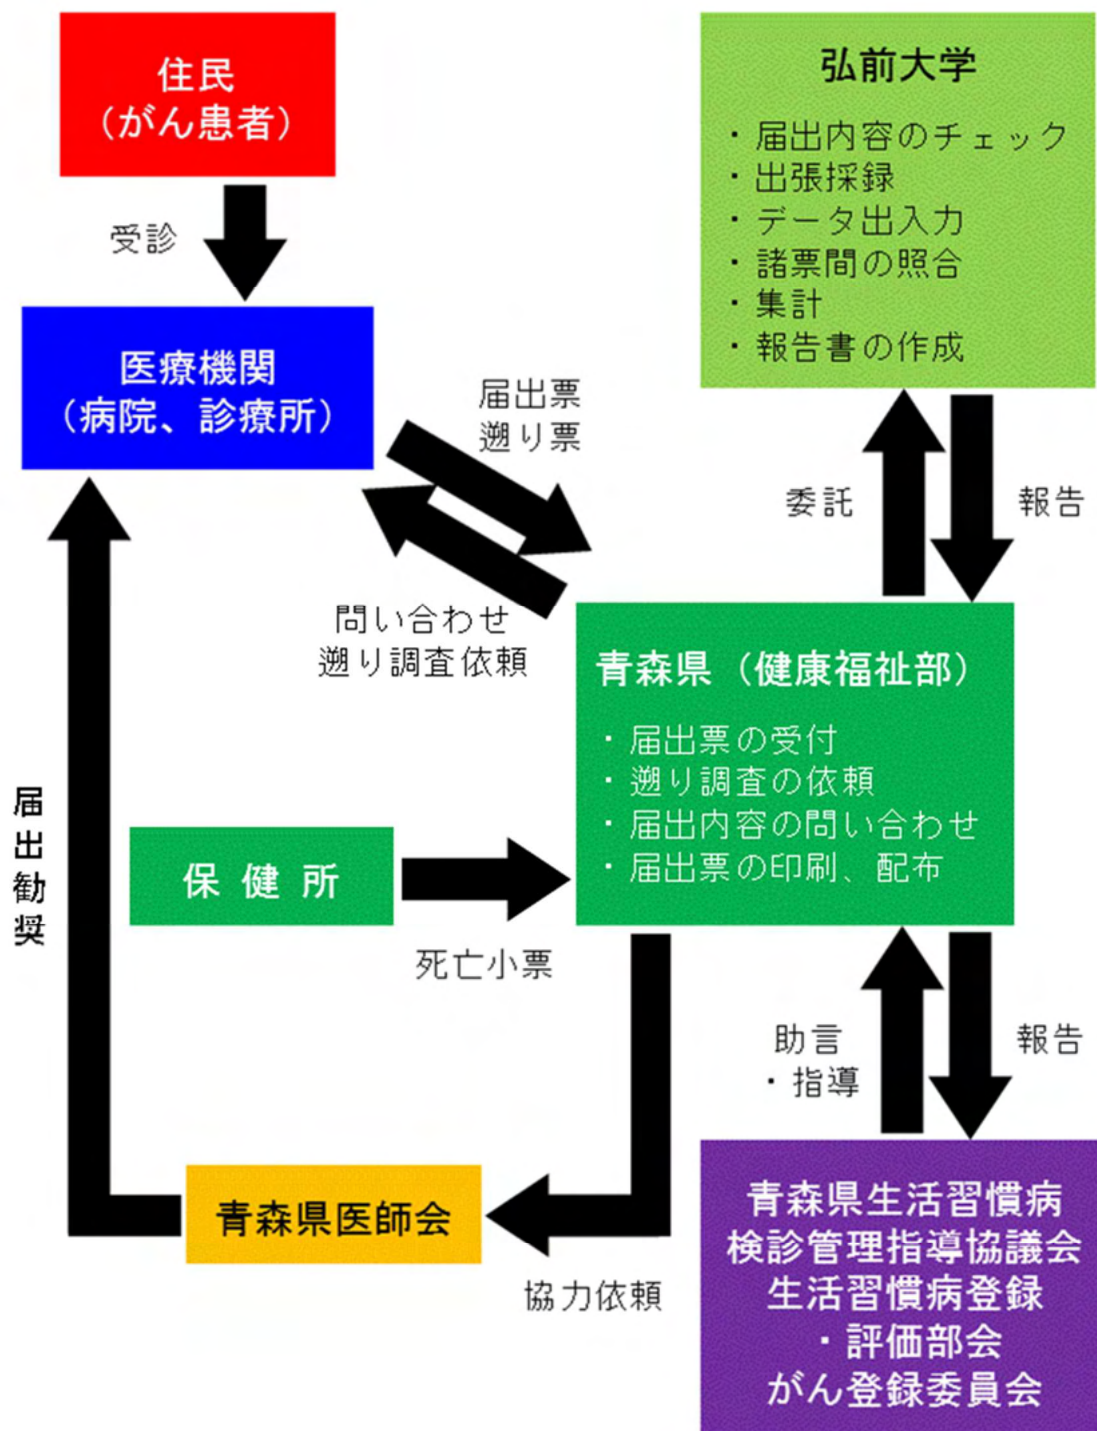 住民
（がん患者）
受診
医療機関
（病院、診療所）
弘前大学
・届出内容のチェック
・出張採録
・データ出入力
・諸票間の照合
・集計
・報告書の作成
届出票
遡り票
問い合わせ
遡り調査依頼
委託
報告
青森県（健康福祉部）
・届出票の受付
・遡り調査の依頼
・届出内容の問い合わせ
・届出票の印刷、配布
届出勧奨
保健所
死亡小票
助言
・指導
報告
青森県医師会
協力依頼
青森県生活習慣病
検診管理指導協議会
生活習慣病登録
・評価部会
がん登録委員会